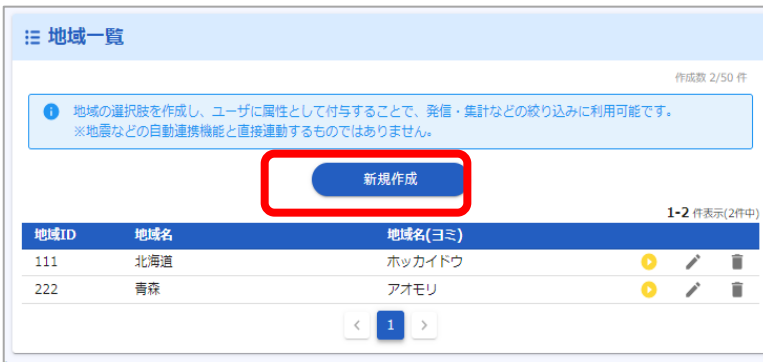 地域一覧
作成数 2/50 件
地域の選択肢を作成し、ユーザに属性として付与することで、発信・集計などの絞り込みに利用可能です。
※地震などの自動連携機能と直接連動するものではありません。
新規作成
1-2 件表示(2件中)
地域ID 地域名 地域名(ヨミ)
111 北海道 ホッカイドウ
222 青森 アオモリ
< 1 >